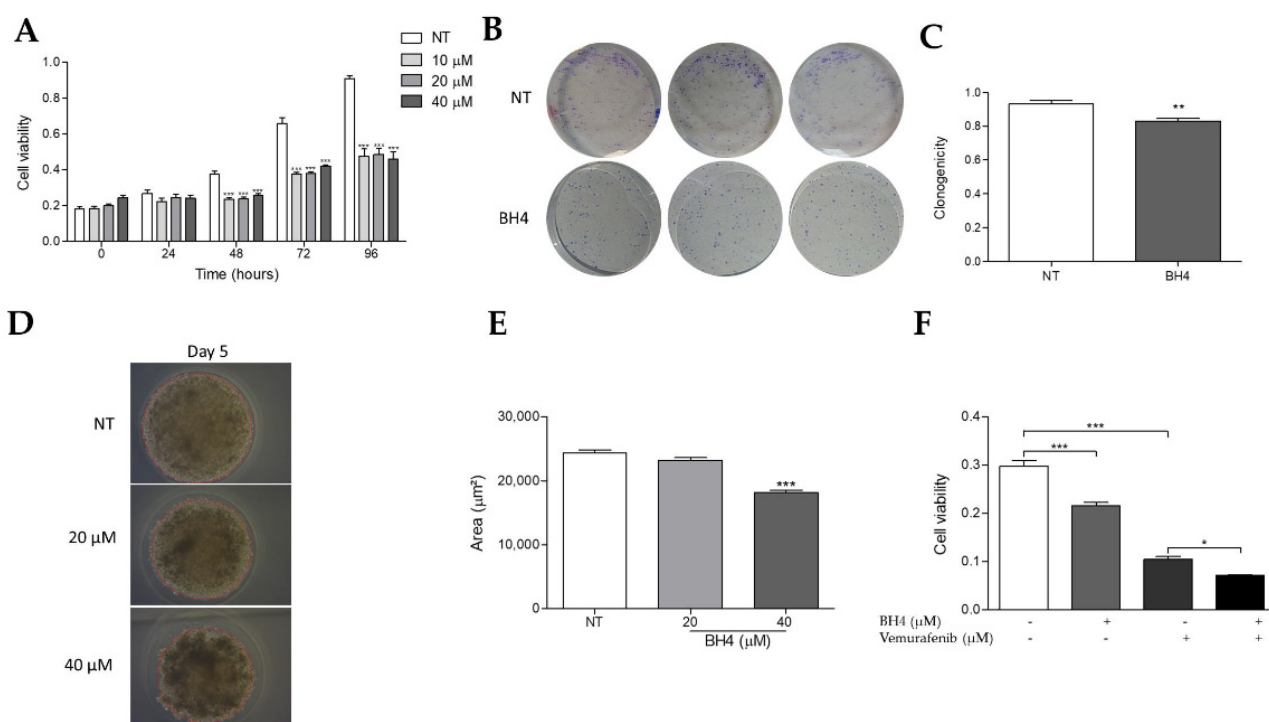 A
NT
10 μM
20 μM
40 μM
Cell viability
1.0
0.8
0.6
0.4
0.2
0.0
*** *** ***
*** *** ***
*** *** ***
0 24 48 72 96
Time (hours)
B
NT
BH4
C
Clonogenicity
1.0
0.8
0.6
0.4
0.2
0.0
**
NT BH4
D
Day 5
NT
20 μM
40 μM
E
Area (μm²)
30,000
20,000
10,000
0
***
NT 20 40
BH4 (μM)
F
Cell viability
0.4
0.3
0.2
0.1
0.0
***
***
*
BH4 (μM) - + - +
Vemurafenib (μM) - - + +